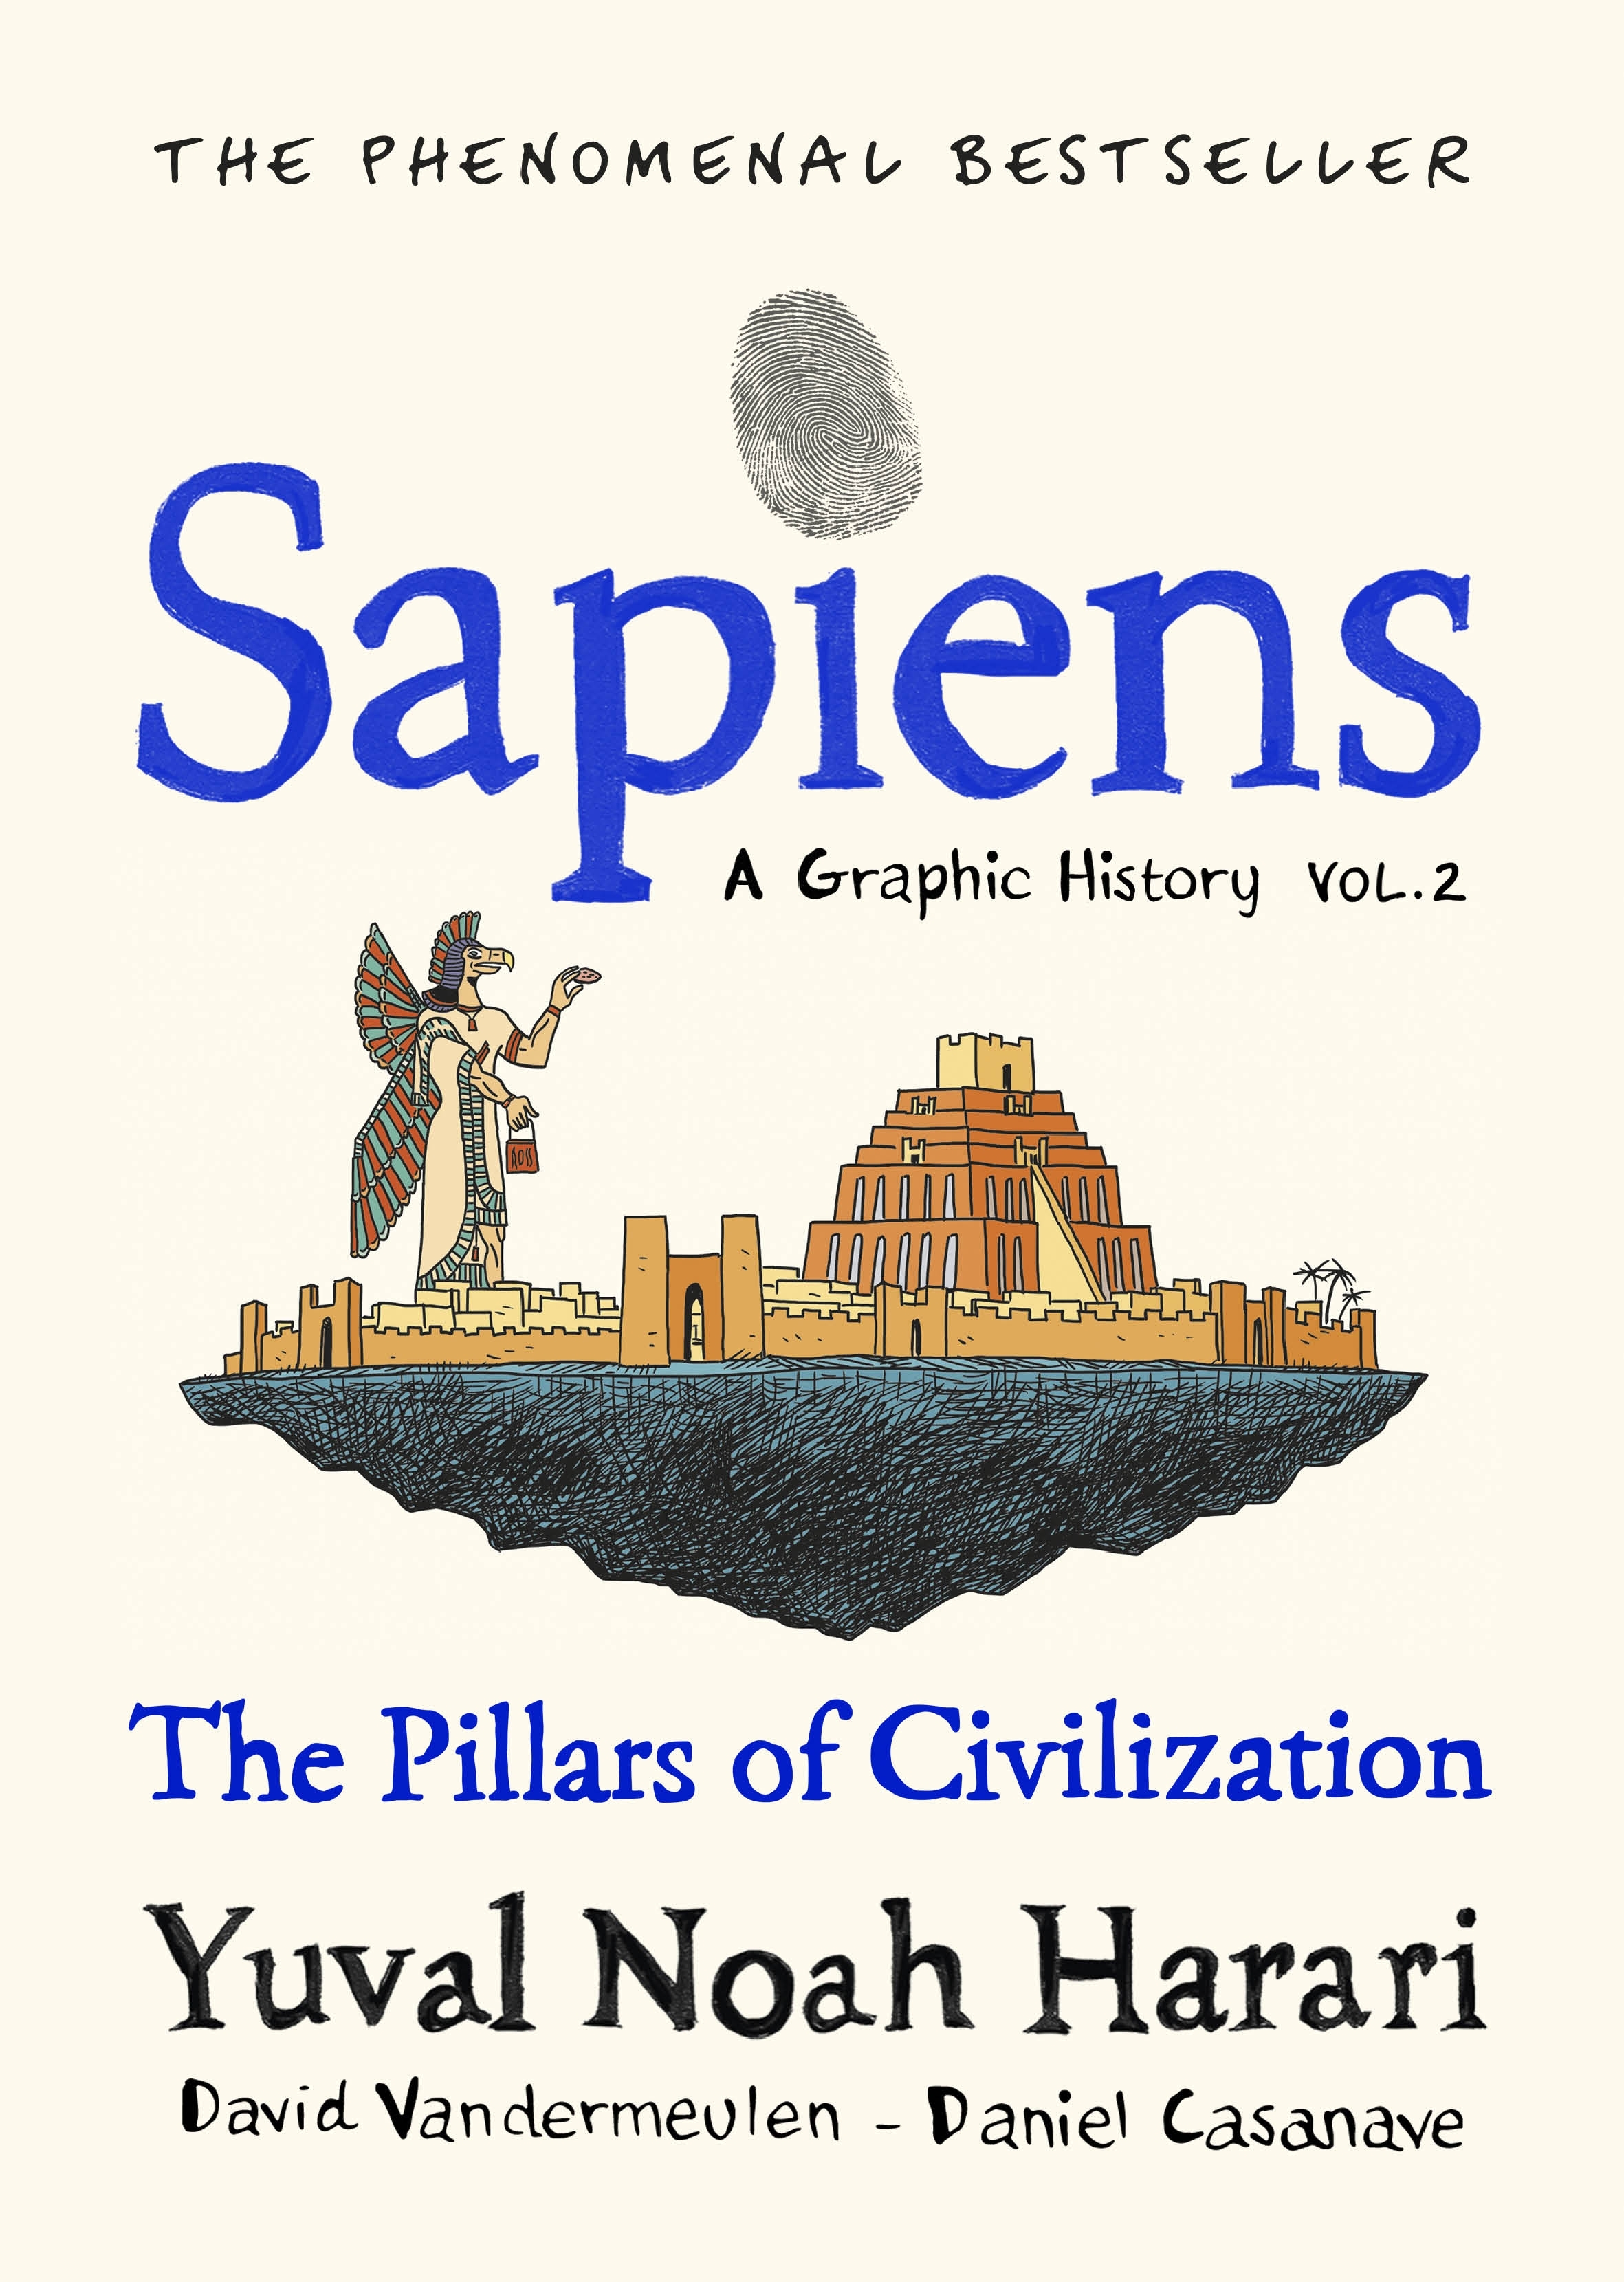 THE PHENOMENAL BESTSELLER
Sapiens
A Graphic History VOL.2
The Pillars of Civilization
Yuval Noah Harari
David Vandermeulen - Daniel Casanave